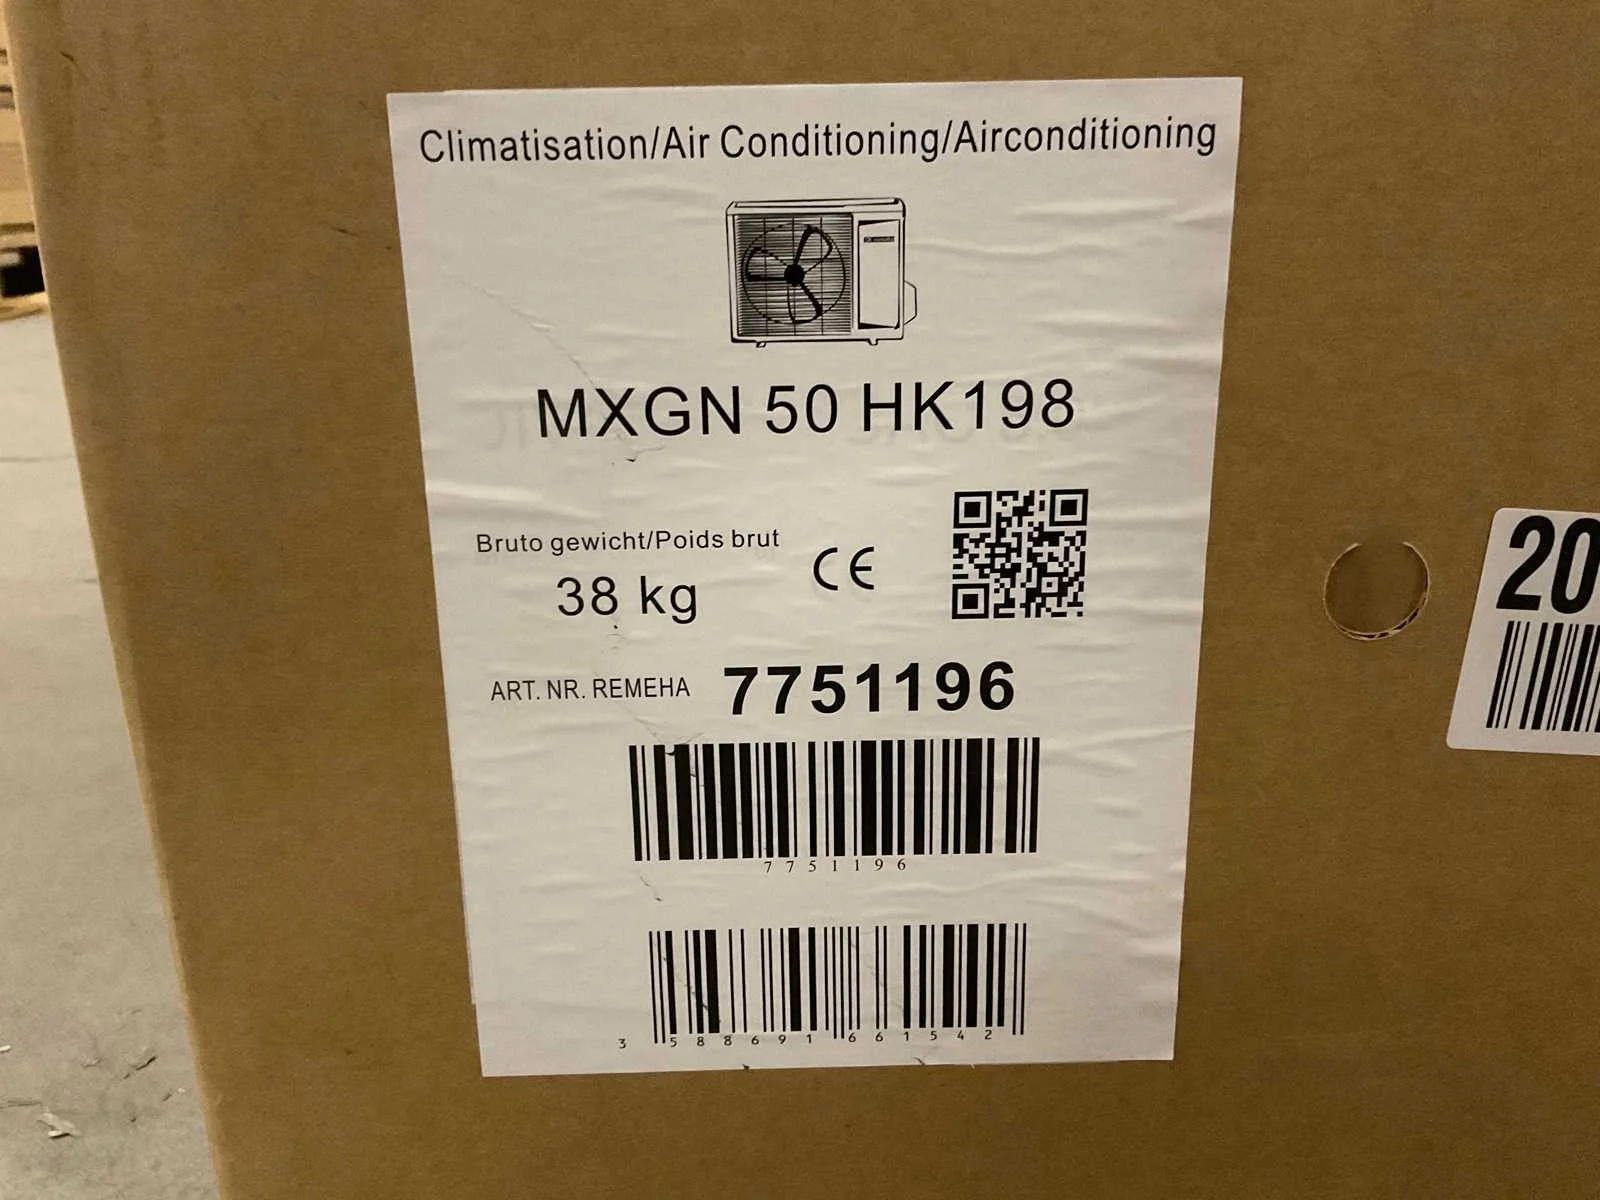 Climatisation/Air Conditioning/Airconditioning
MXGN 50 HK198
Bruto gewicht/Poids brut
38 kg
CE
ART. NR. REMEHA 7751196
7751196
3 588691 661542
20